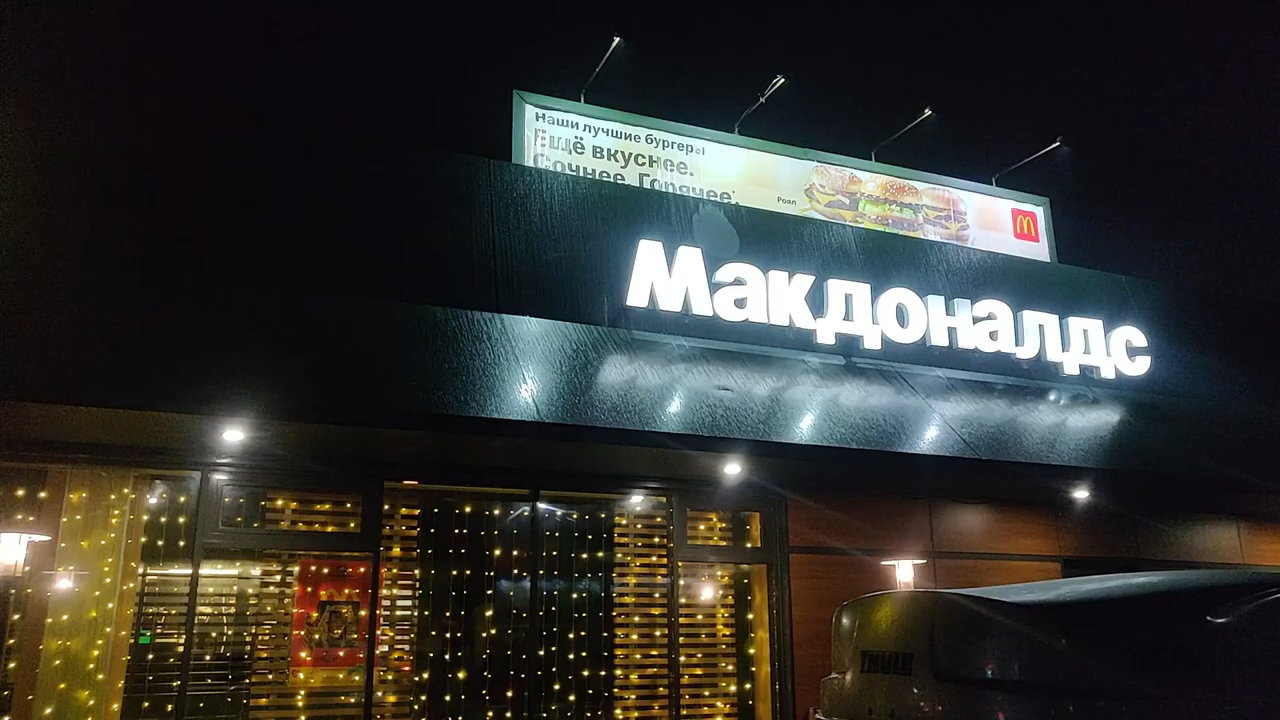 Наши лучшие бургеры
Ещё вкуснее.
Сочнее. Горячее.
Роял
Макдоналдс
THULE